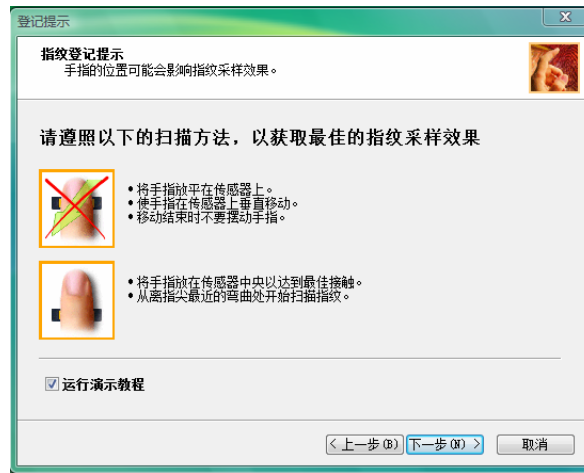 登记提示
指纹登记提示
手指的位置可能会影响指纹采样效果。
请遵照以下的扫描方法，以获取最佳的指纹采样效果
•将手指放平在传感器上。
•使手指在传感器上垂直移动。
•移动结束时不要摆动手指。
•将手指放在传感器中央以达到最佳接触。
•从离指尖最近的弯曲处开始扫描指纹。
运行演示教程
<上一步(B) 下一步(N)> 取消